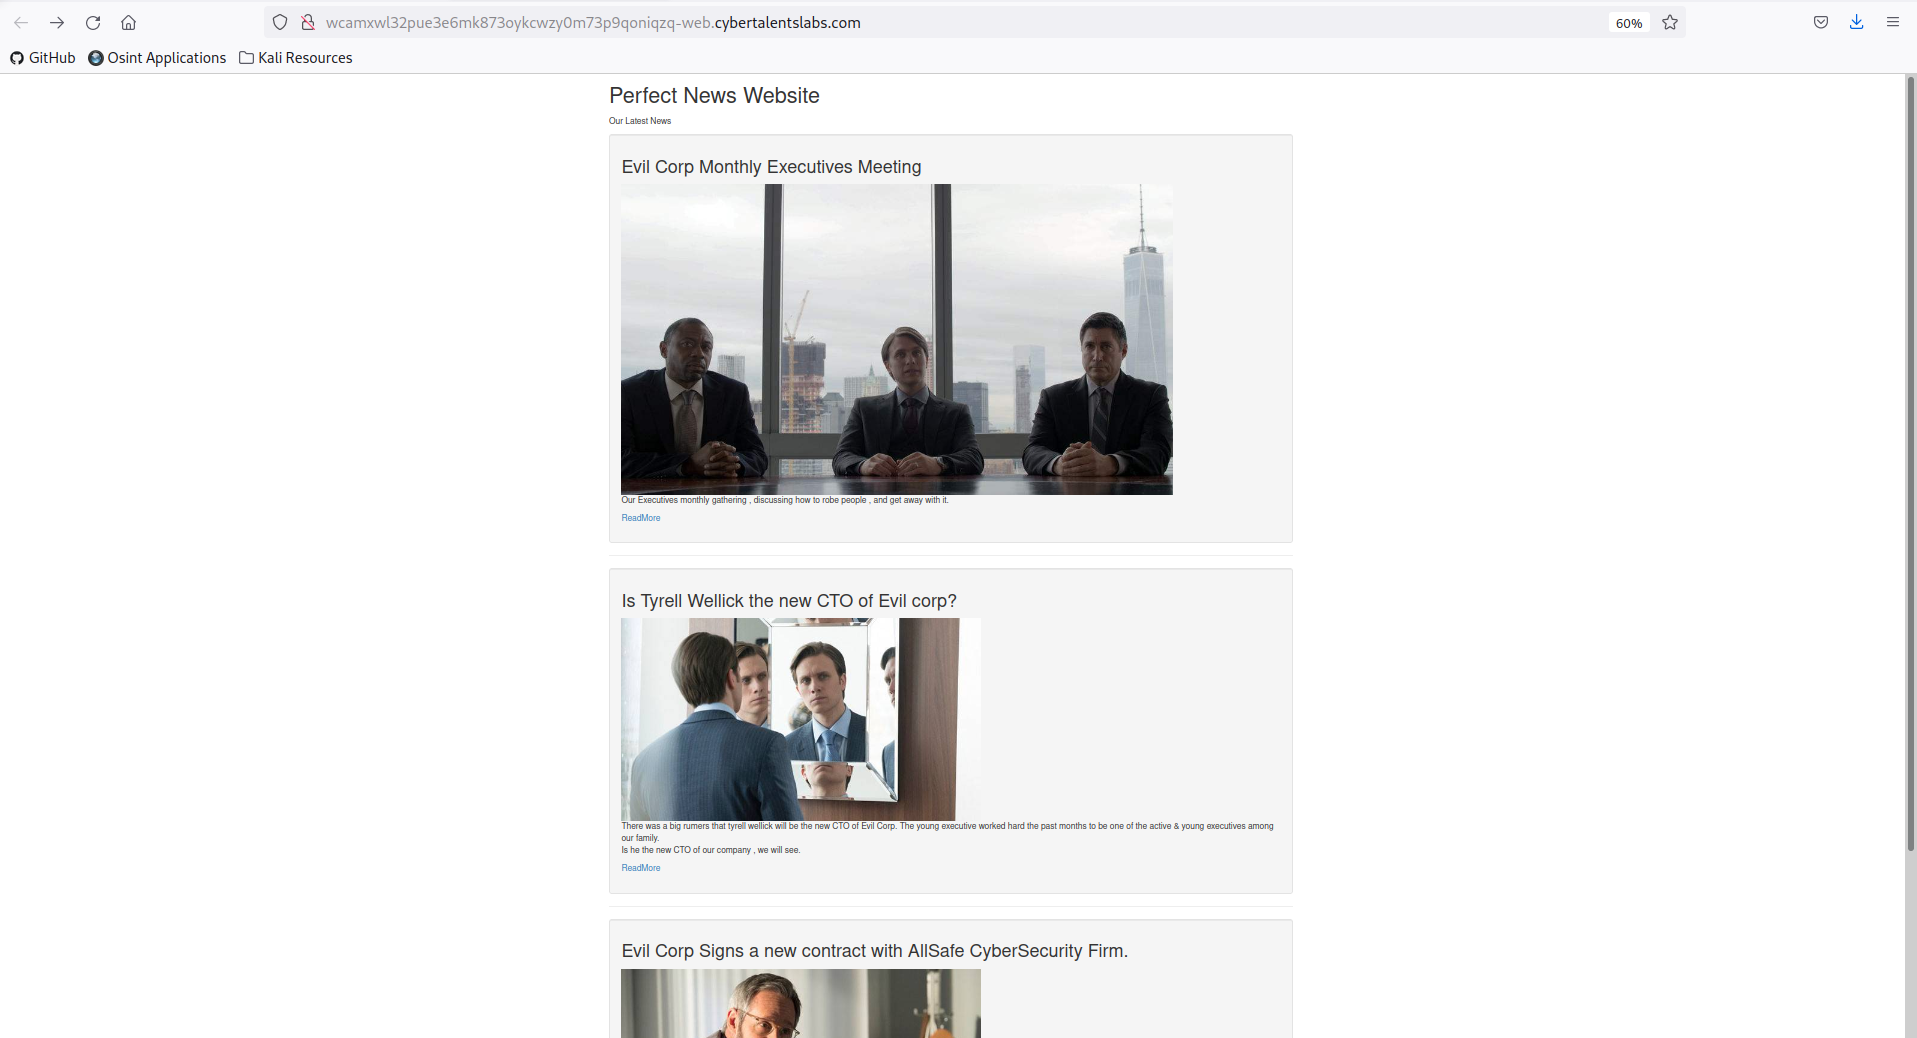 wcamxwl32pue3e6mk873oykcwzy0m73p9qoniqzq-web.cybertalentslabs.com
60%
GitHub
Osint Applications
Kali Resources
Perfect News Website
Our Latest News
Evil Corp Monthly Executives Meeting
Our Executives monthly gathering , discussing how to robe people , and get away with it.
ReadMore
Is Tyrell Wellick the new CTO of Evil corp?
There was a big rumers that tyrell wellick will be the new CTO of Evil Corp. The young executive worked hard the past months to be one of the active & young executives among
our family.
Is he the new CTO of our company , we will see.
ReadMore
Evil Corp Signs a new contract with AllSafe CyberSecurity Firm.